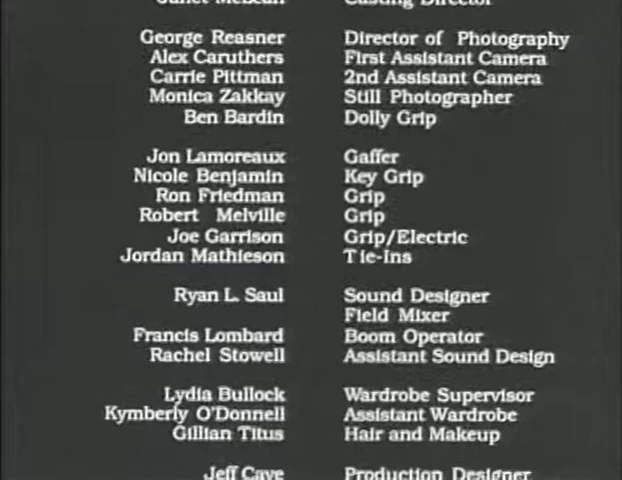 Janet McLean Casting Director
George Reasner Director of Photography
Alex Caruthers First Assistant Camera
Carrie Pittman 2nd Assistant Camera
Monica Zakkay Still Photographer
Ben Bardin Dolly Grip
Jon Lamoreaux Gaffer
Nicole Benjamin Key Grip
Ron Friedman Grip
Robert Melville Grip
Joe Garrison Grip/Electric
Jordan Mathieson Tie-Ins
Ryan L. Saul Sound Designer
Field Mixer
Francis Lombard Boom Operator
Rachel Stowell Assistant Sound Design
Lydia Bullock Wardrobe Supervisor
Kymberly O'Donnell Assistant Wardrobe
Gillian Titus Hair and Makeup
Jeff Cave Production Designer